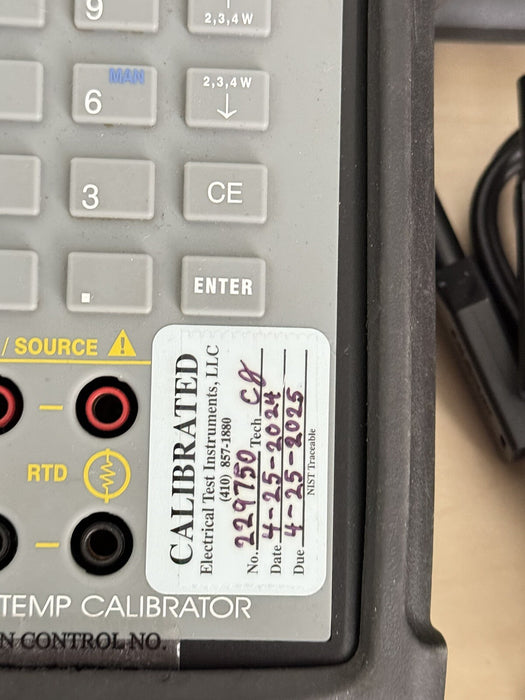 9
2,3,4 W
MAN
6
2,3,4 W
↓
3
CE
.
ENTER
/ SOURCE
RTD
CALIBRATED
Electrical Test Instruments, LLC
(410) 857-1880
No. 229750 Tech C8
Date 4-25-2024
Due 4-25-2025
NIST Traceable
TEMP CALIBRATOR
N CONTROL NO.